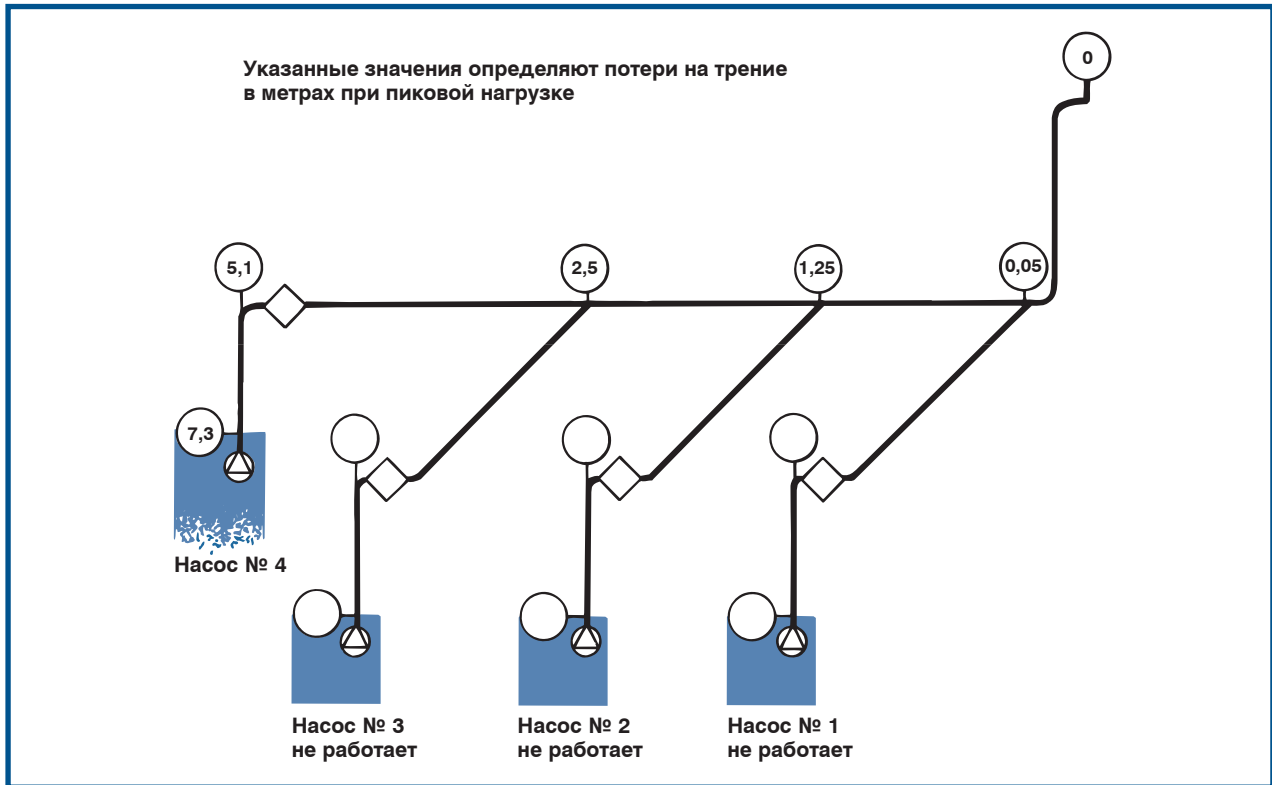 Указанные значения определяют потери на трение
в метрах при пиковой нагрузке
0
5,1
2,5
1,25
0,05
7,3
Насос № 4
Насос № 3
не работает
Насос № 2
не работает
Насос № 1
не работает